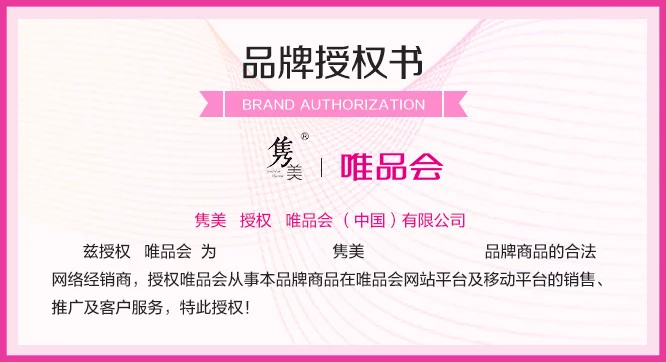 品牌授权书
BRAND AUTHORIZATION
隽美® | 唯品会
隽美 授权 唯品会（中国）有限公司
兹授权 唯品会 为 隽美 品牌商品的合法
网络经销商，授权唯品会从事本品牌商品在唯品会网站平台及移动平台的销售、
推广及客户服务，特此授权！